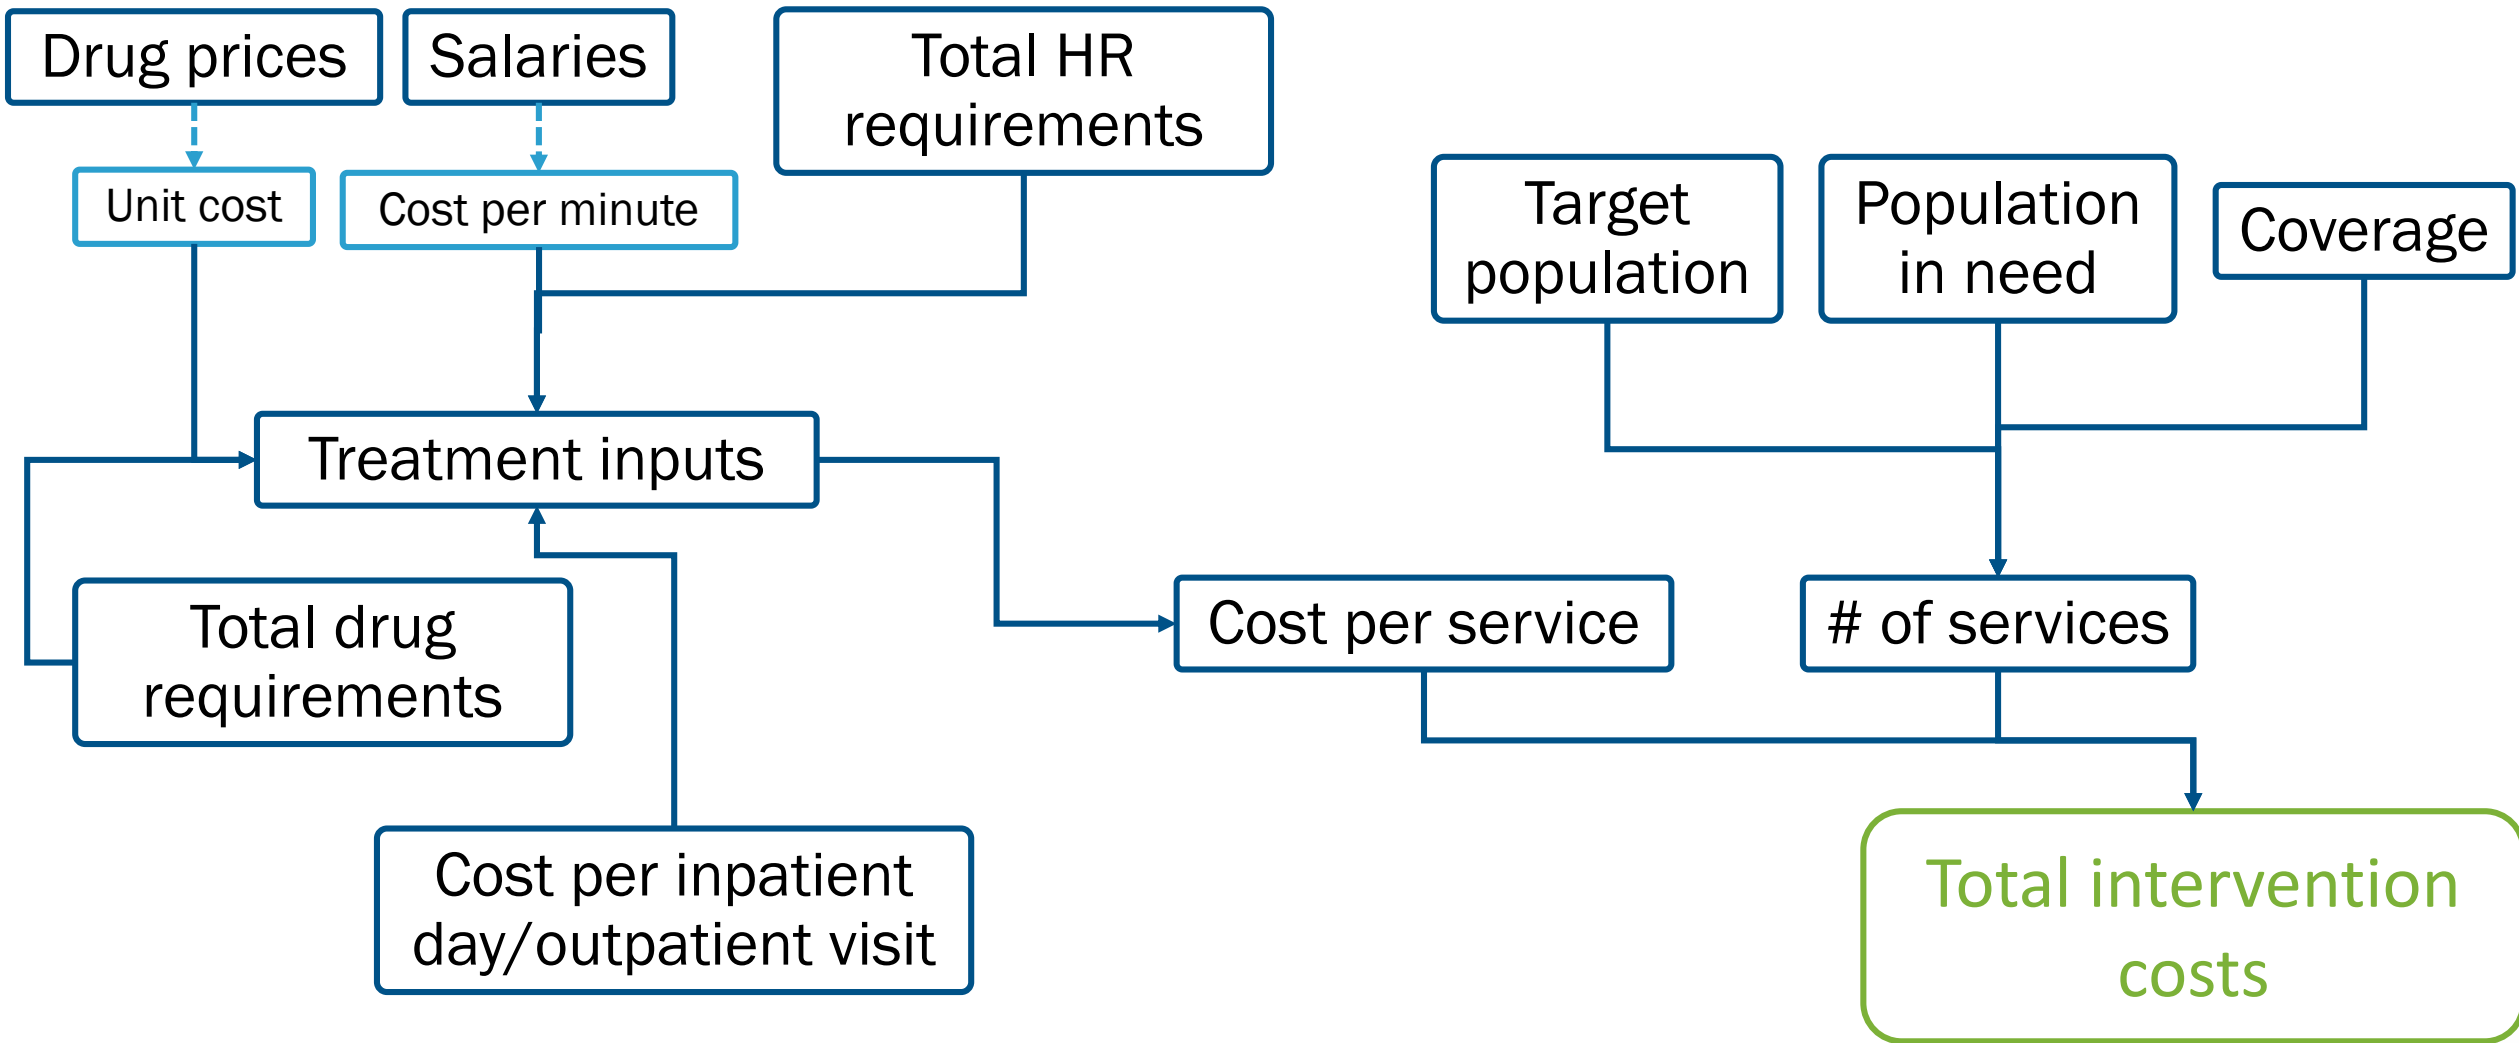 Drug prices
Salaries
Total HR
requirements
Unit cost
Cost per minute
Target
population
Population
in need
Coverage
Treatment inputs
Total drug
requirements
Cost per service
# of services
Cost per inpatient
day/outpatient visit
Total intervention
costs